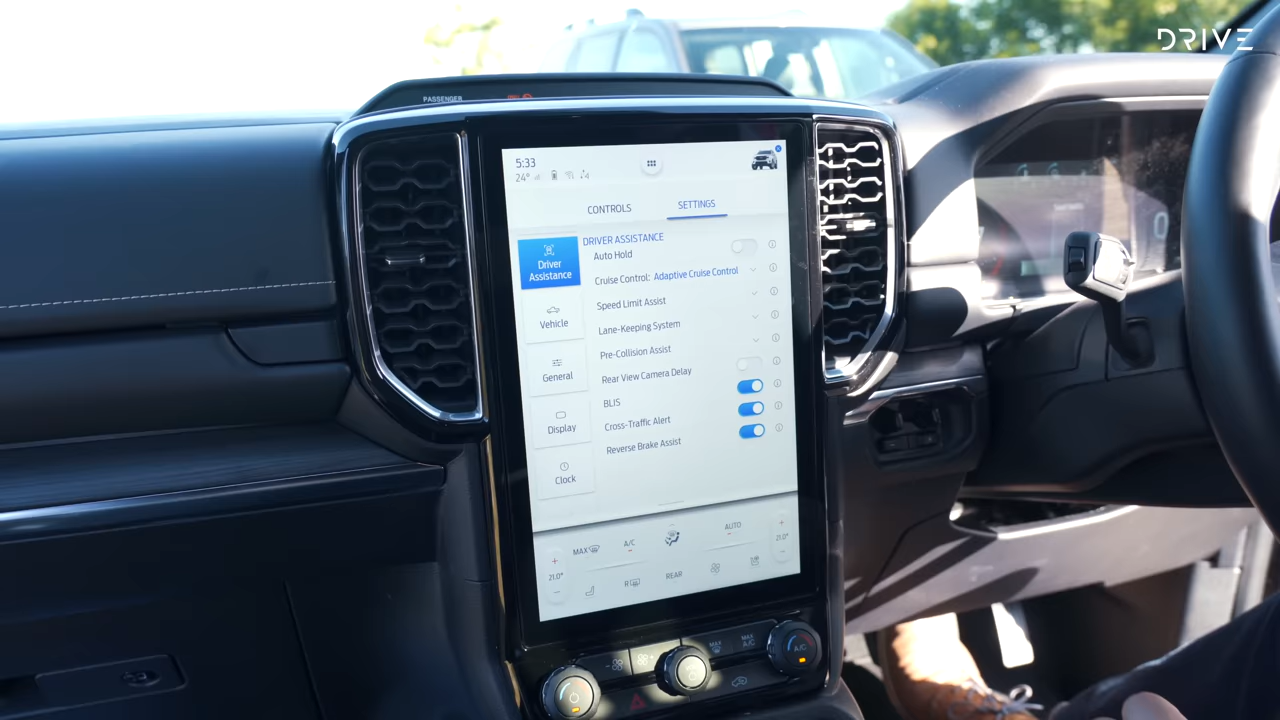 DRIVE
PASSENGER
5:33
24°
CONTROLS
SETTINGS
Driver
Assistance
Vehicle
General
Display
Clock
DRIVER ASSISTANCE
Auto Hold
Cruise Control: Adaptive Cruise Control
Speed Limit Assist
Lane-Keeping System
Pre-Collision Assist
Rear View Camera Delay
BLIS
Cross-Traffic Alert
Reverse Brake Assist
MAX
A/C
AUTO
+
21.0°
−
+
21.0°
−
R
REAR
MAX
MAX
A/C
A/C
0